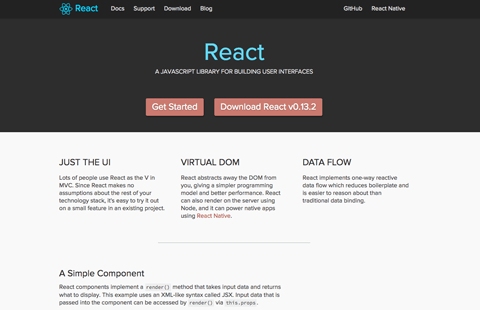 React Docs Support Download Blog GitHub React Native
React
A JAVASCRIPT LIBRARY FOR BUILDING USER INTERFACES
Get Started Download React v0.13.2
JUST THE UI
Lots of people use React as the V in
MVC. Since React makes no
assumptions about the rest of your
technology stack, it's easy to try it out
on a small feature in an existing project.
VIRTUAL DOM
React abstracts away the DOM from
you, giving a simpler programming
model and better performance. React
can also render on the server using
Node, and it can power native apps
using React Native.
DATA FLOW
React implements one-way reactive
data flow which reduces boilerplate and
is easier to reason about than
traditional data binding.
A Simple Component
React components implement a render() method that takes input data and returns
what to display. This example uses an XML-like syntax called JSX. Input data that is
passed into the component can be accessed by render() via this.props.